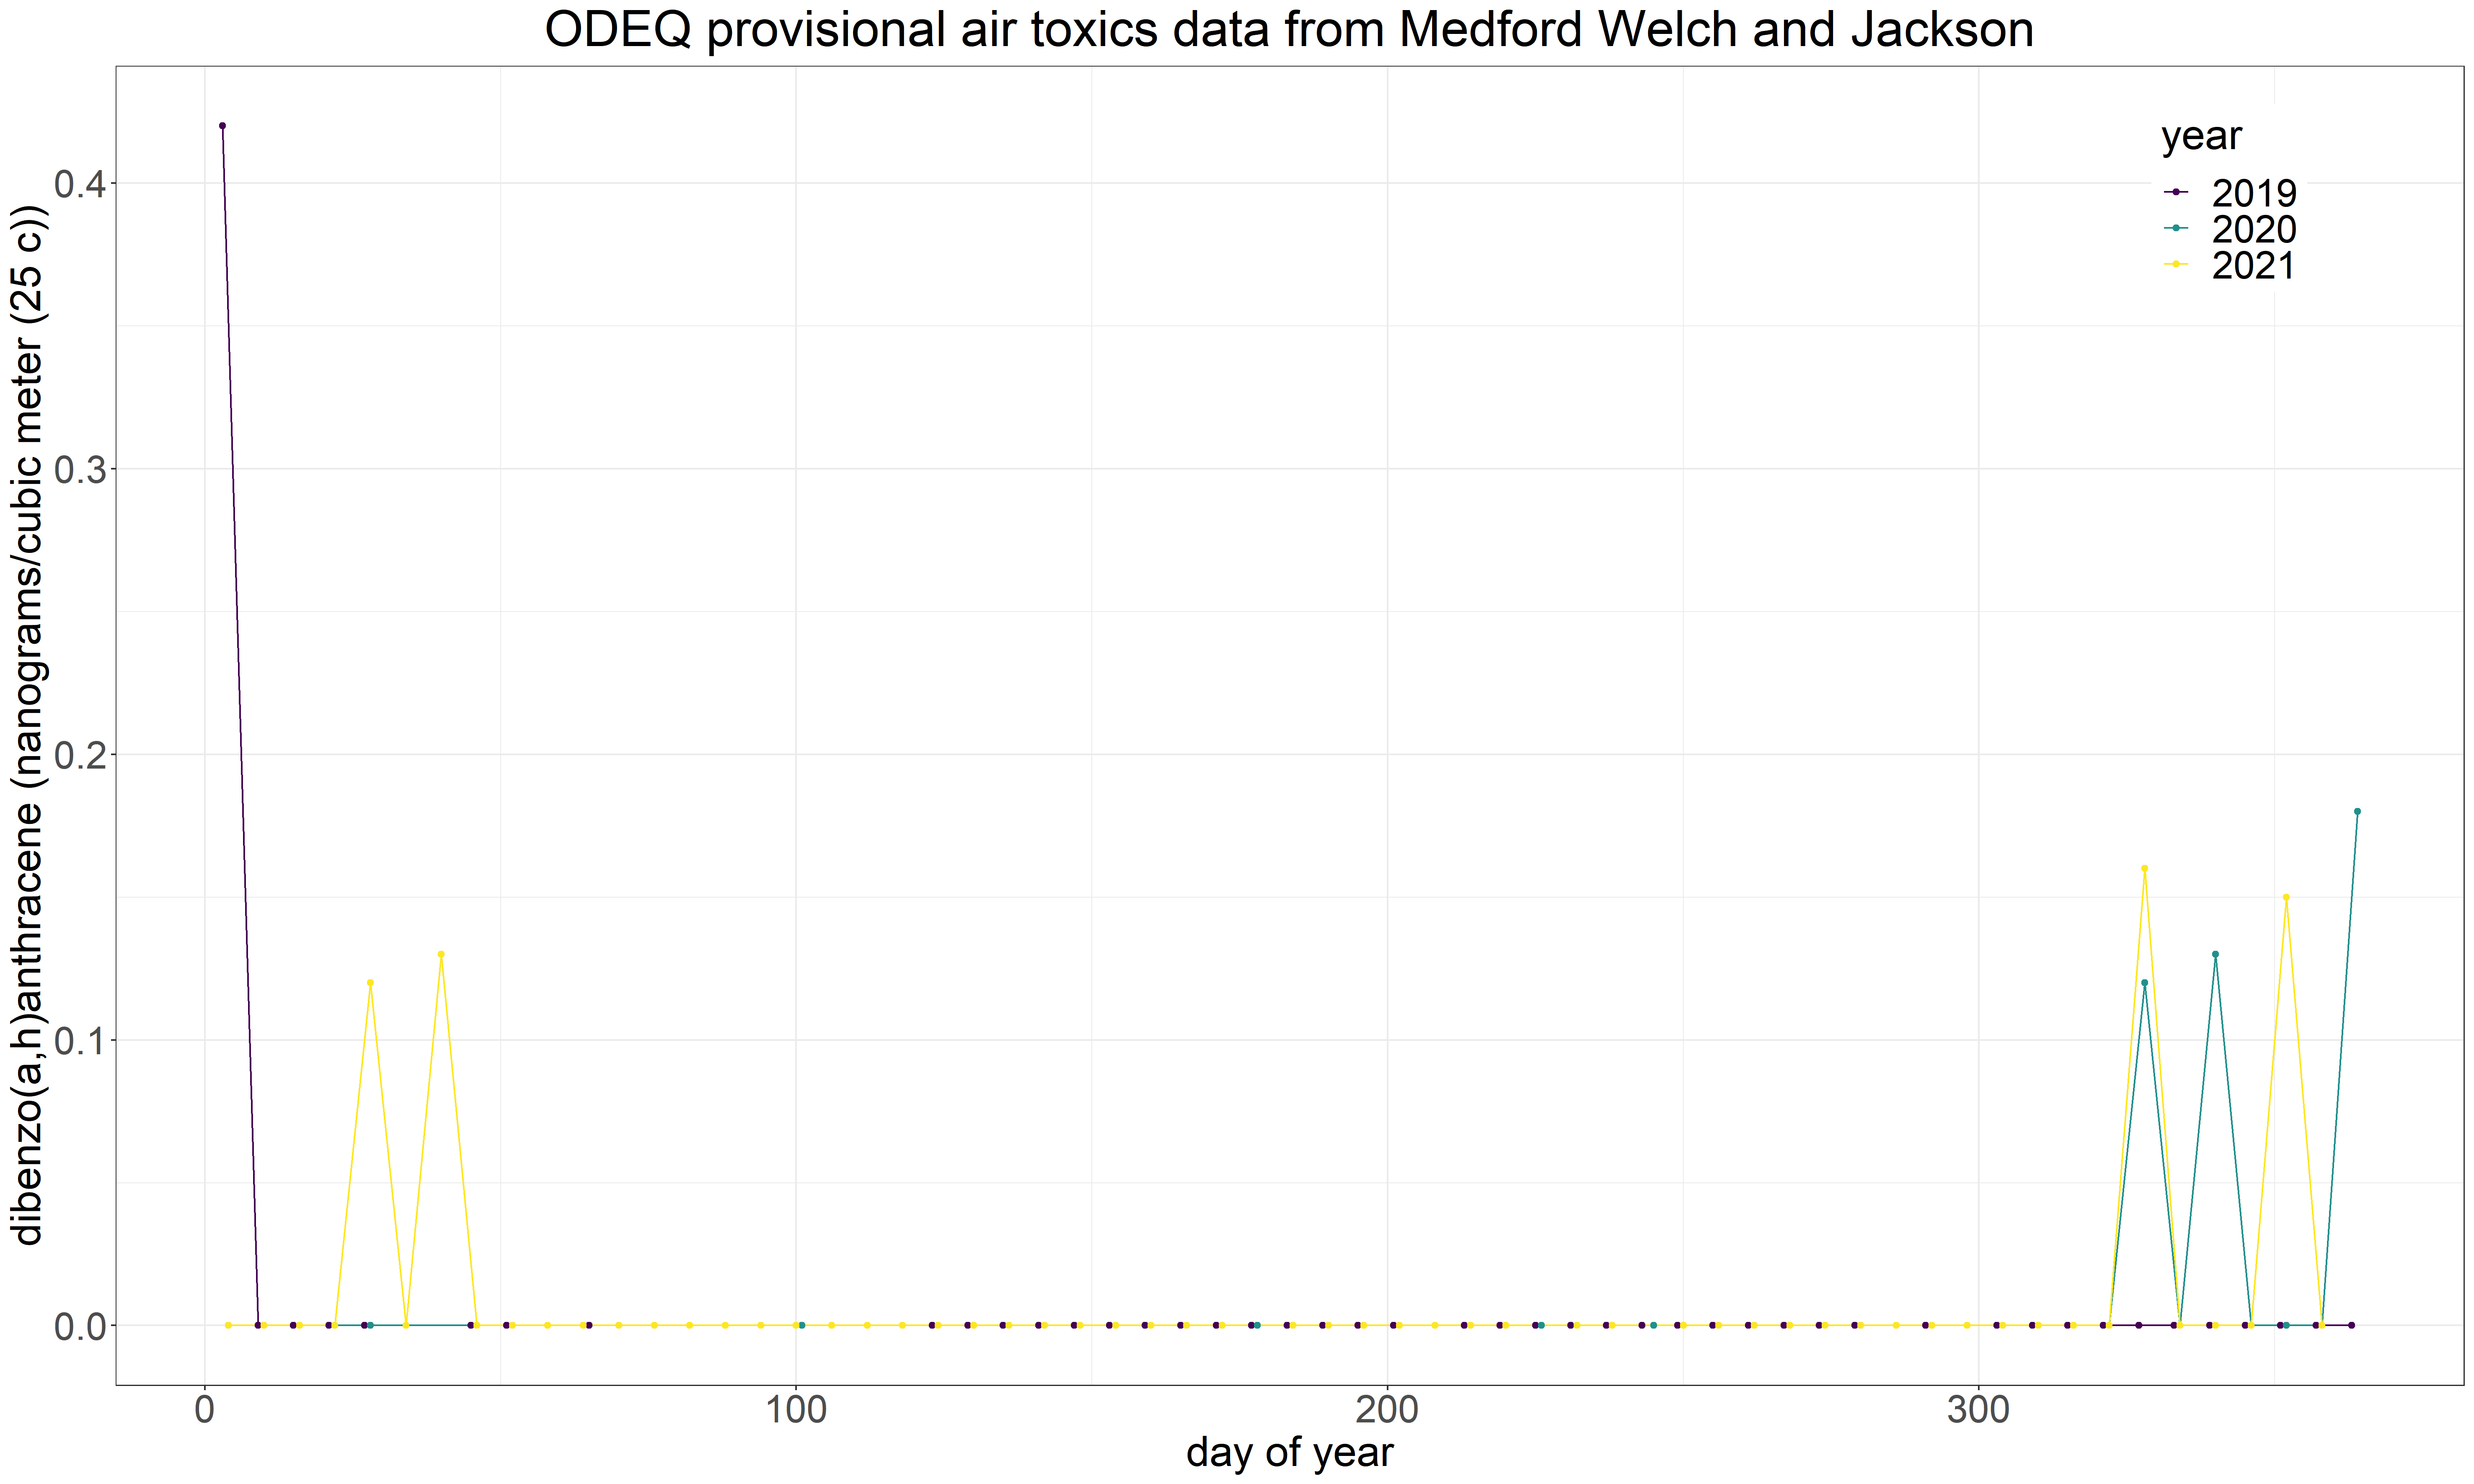 ODEQ provisional air toxics data from Medford Welch and Jackson
dibenzo(a,h)anthracene (nanograms/cubic meter (25 c))
0.4
0.3
0.2
0.1
0.0
year
2019
2020
2021
0 100 200 300
day of year